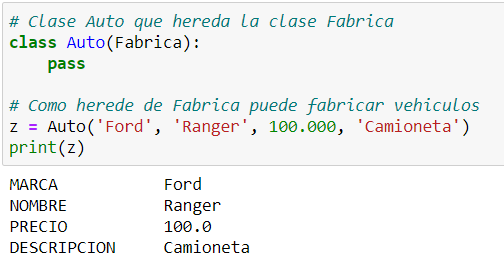 # Clase Auto que hereda la clase Fabrica
class Auto(Fabrica):
    pass
# Como herede de Fabrica puede fabricar vehiculos
z = Auto('Ford', 'Ranger', 100.000, 'Camioneta')
print(z)
MARCA          Ford
NOMBRE         Ranger
PRECIO         100.0
DESCRIPCION    Camioneta